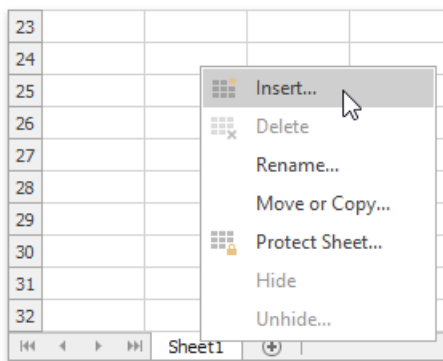 23
24
25
26
27
28
29
30
31
32
Insert...
Delete
Rename...
Move or Copy...
Protect Sheet...
Hide
Unhide...
Sheet1